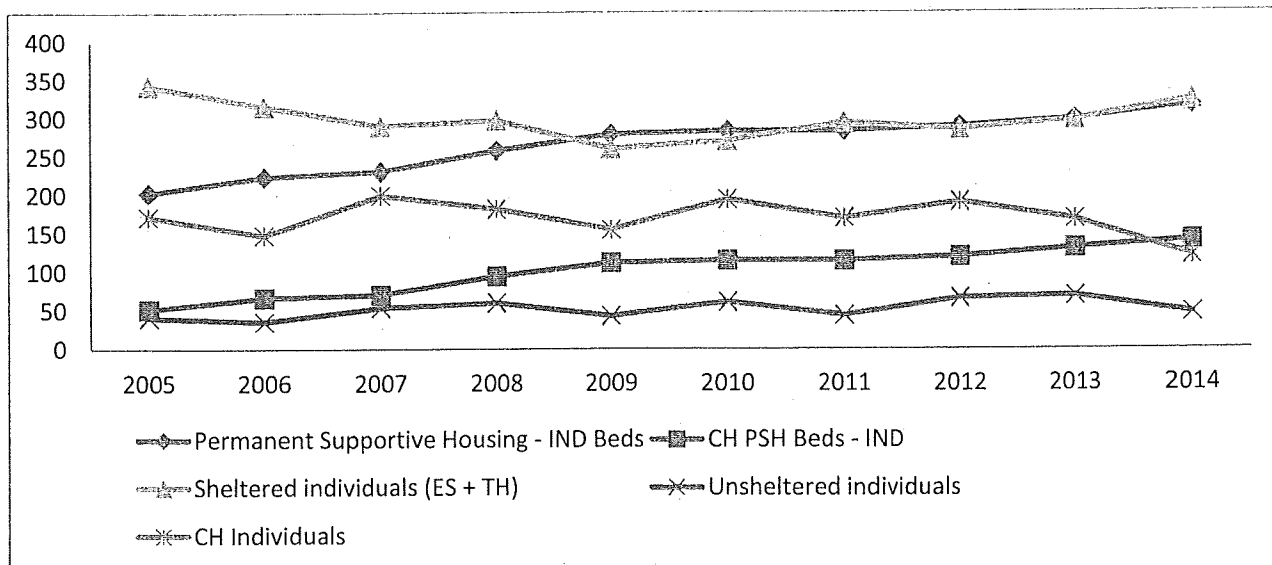 400
350
300
250
200
150
100
50
0
2005 2006 2007 2008 2009 2010 2011 2012 2013 2014
Permanent Supportive Housing - IND Beds CH PSH Beds - IND
Sheltered individuals (ES + TH) Unsheltered individuals
CH Individuals